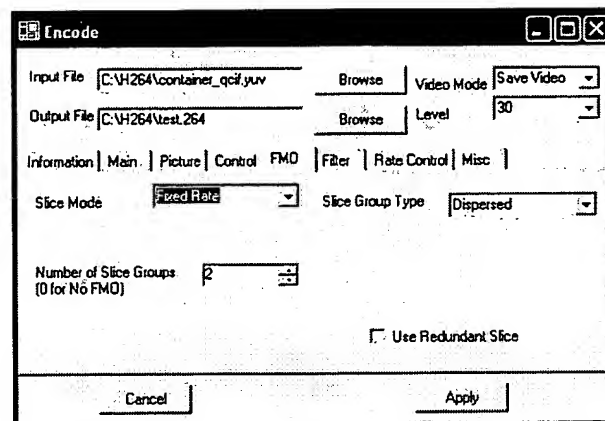 Encode
Input File C:\H264\container_qcif.yuv Browse Video Mode Save Video
Output File C:\H264\test.264 Browse Level 30
Information Main Picture Control FMO Filter Rate Control Misc
Slice Mode Fixed Rate Slice Group Type Dispersed
Number of Slice Groups 2
(0 for No FMO)
Use Redundant Slice
Cancel Apply